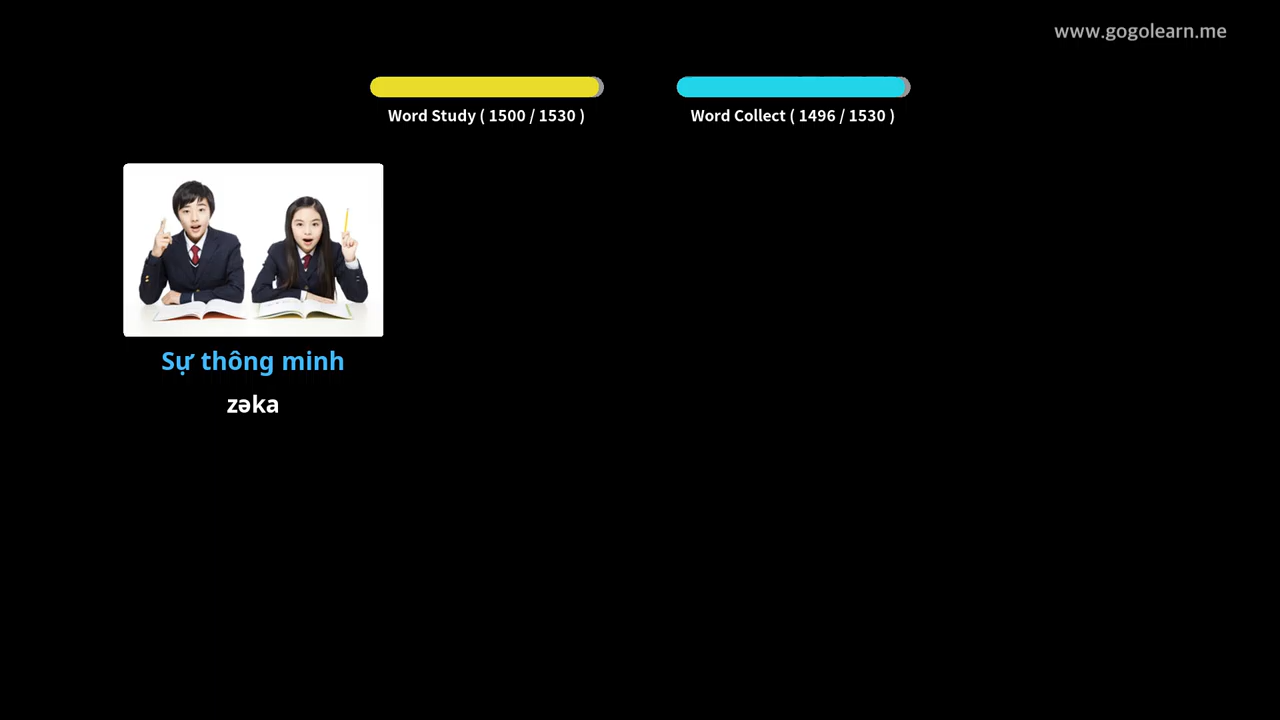 www.gogolearn.me
Word Study ( 1500 / 1530 )
Word Collect ( 1496 / 1530 )
Sự thông minh
zəka